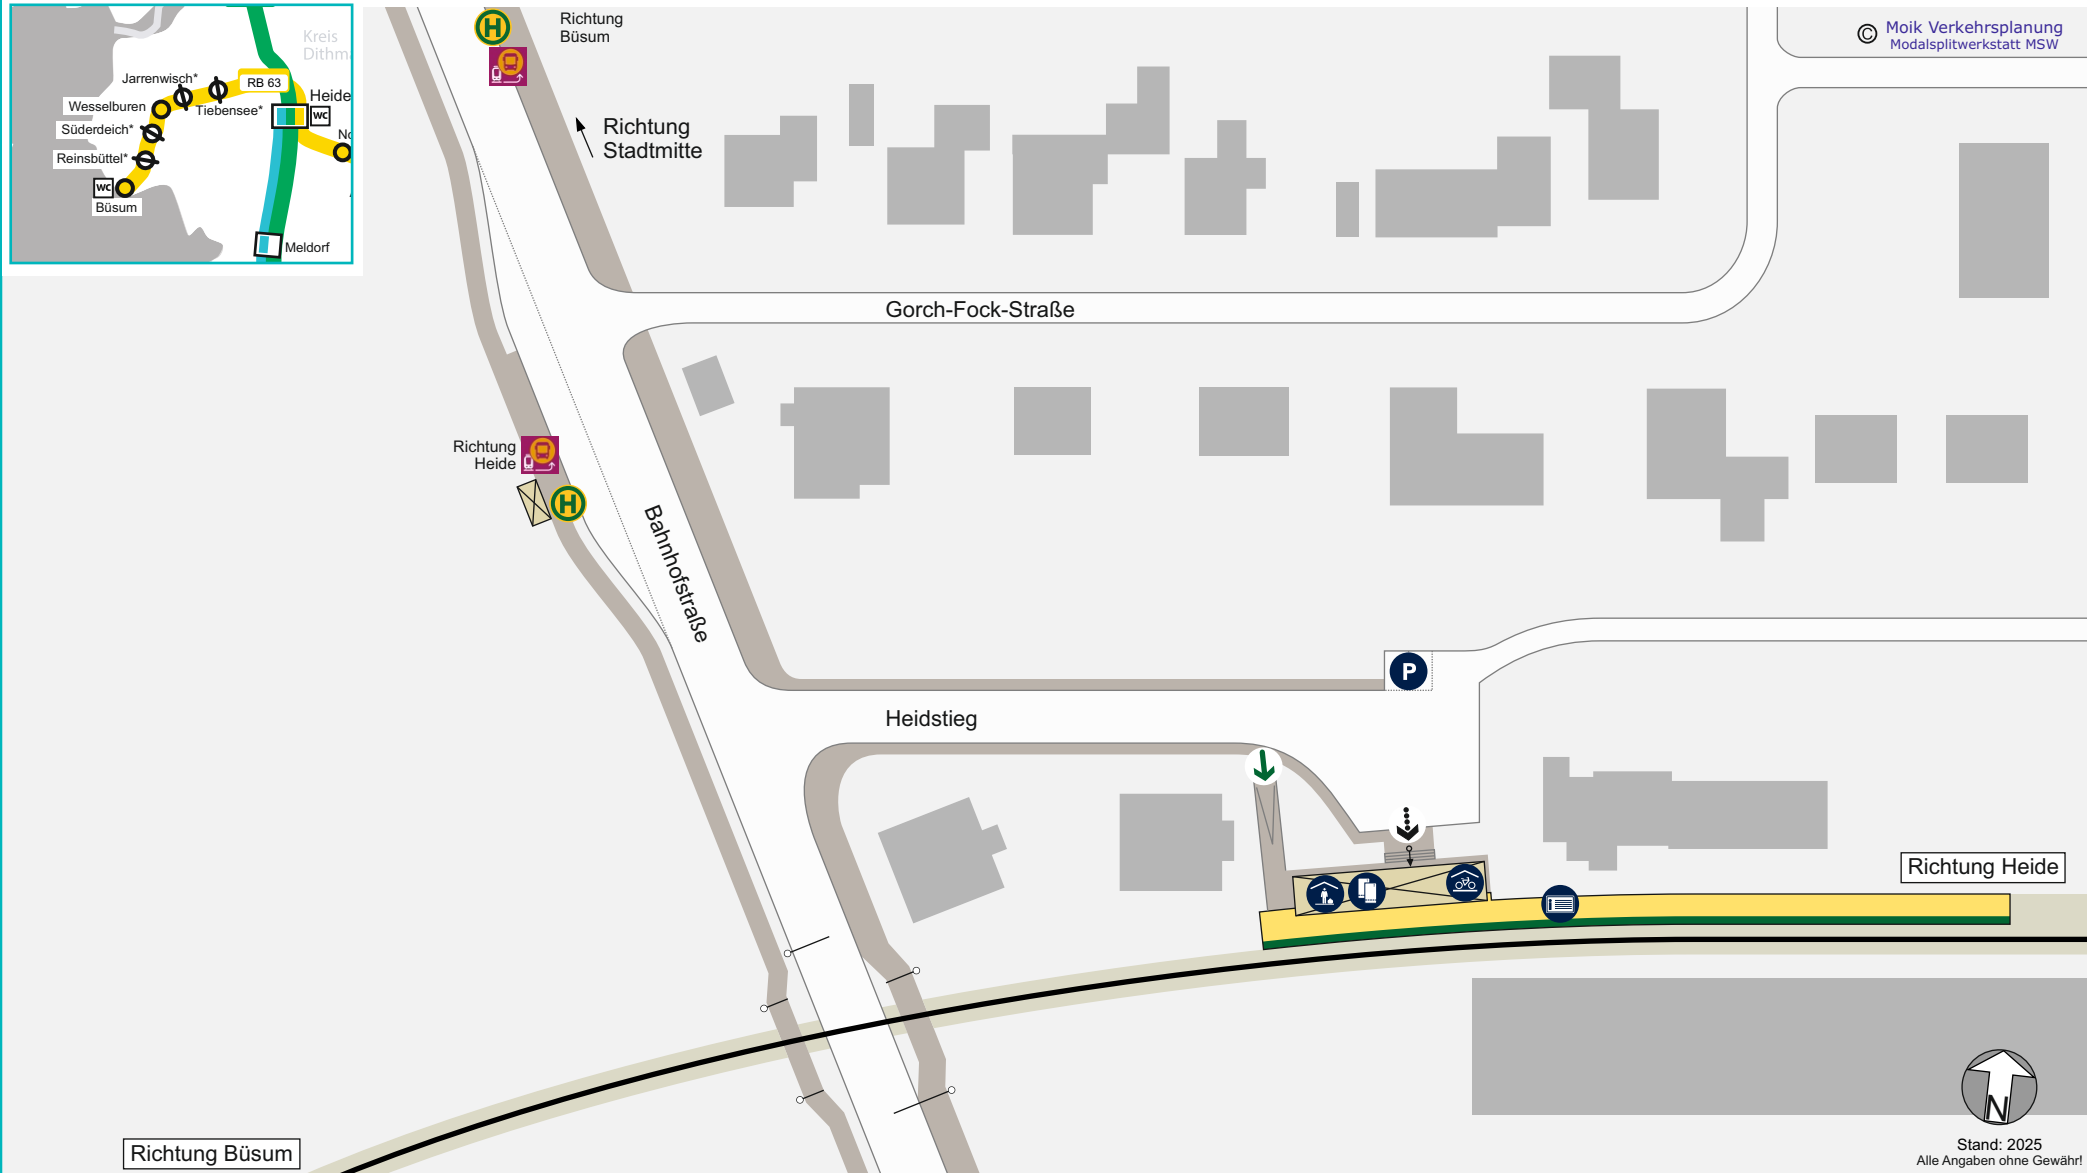 Kreis
Dithm
Jarrenwisch*
RB 63
Wesselburen
Tiebensee*
Heide
WC
Süderdeich*
No
Reinsbüttel*
WC
Büsum
Meldorf
H
Richtung
Büsum
© Moik Verkehrsplanung
Modalsplitwerkstatt MSW
Richtung
Stadtmitte
Gorch-Fock-Straße
Richtung
Heide
H
Bahnhofstraße
P
Heidstieg
Richtung Heide
Richtung Büsum
N
Stand: 2025
Alle Angaben ohne Gewähr!